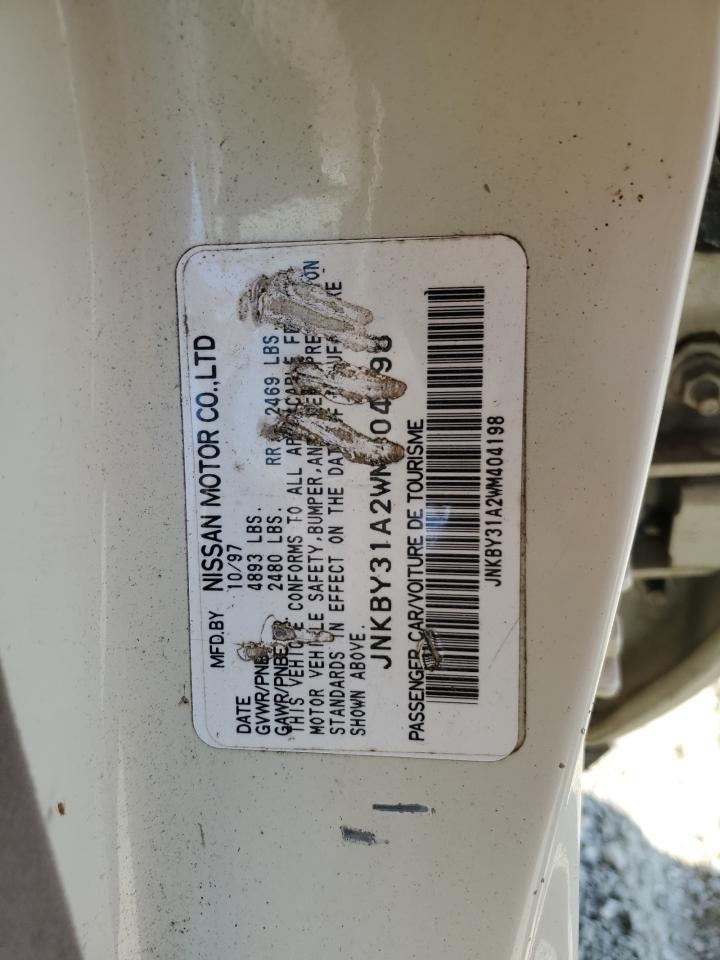 MFD.BY NISSAN MOTOR CO.,LTD
DATE 10/97
GVWR/PNBV 4893 LBS.
GAWR/PNBE 2480 LBS. RR 2469 LBS.
THIS VEHICLE CONFORMS TO ALL
MOTOR VEHICLE SAFETY,BUMPER,AND
STANDARDS IN EFFECT ON THE DATE OF
SHOWN ABOVE.
JNKBY31A2WM404198
PASSENGER CAR/VOITURE DE TOURISME
JNKBY31A2WM404198